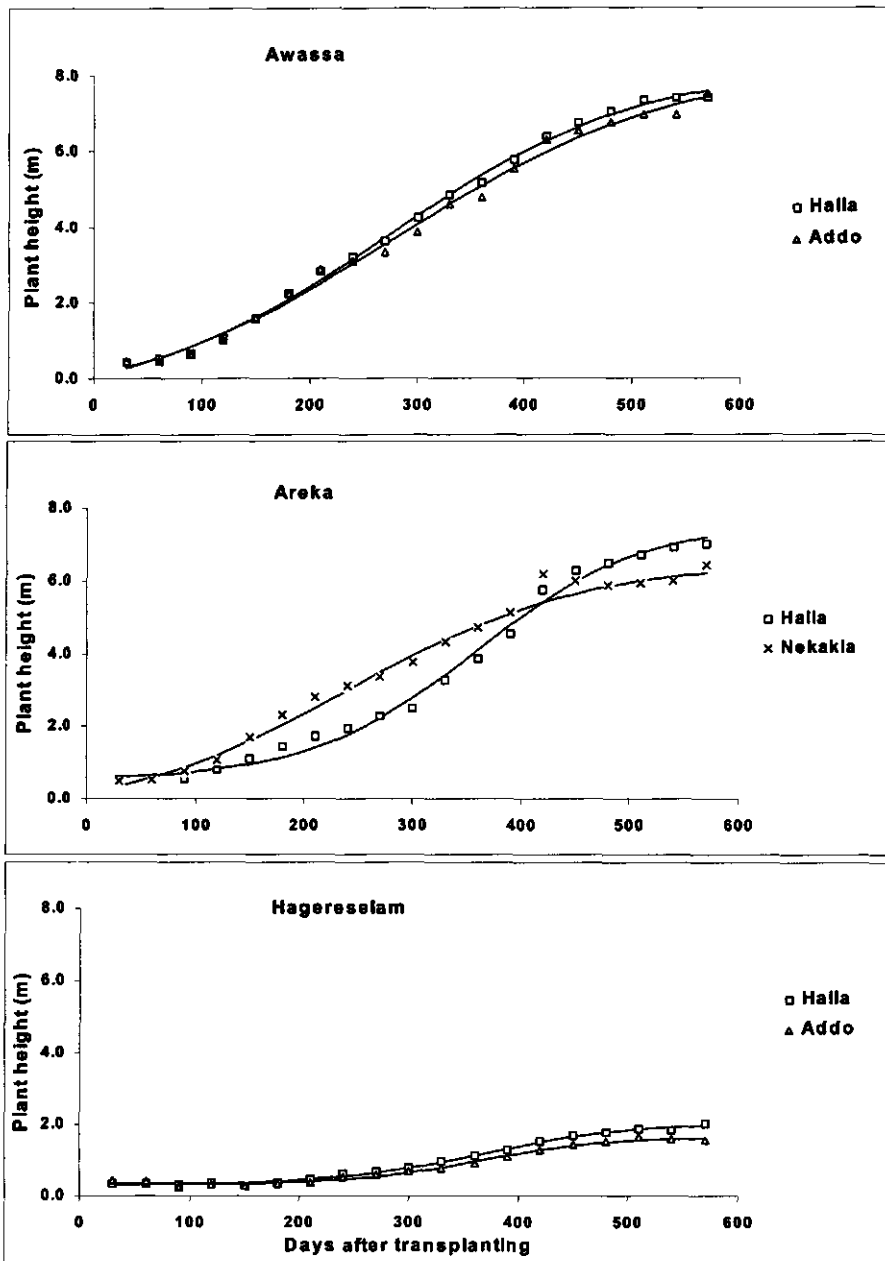 Awassa
8.0
6.0
4.0
2.0
0.0
Plant height (m)
0 100 200 300 400 500 600
Halla
Addo
Areka
8.0
6.0
4.0
2.0
0.0
Plant height (m)
0 100 200 300 400 500 600
Halla
Nekakla
Hagereselam
8.0
6.0
4.0
2.0
0.0
Plant height (m)
0 100 200 300 400 500 600
Days after transplanting
Halla
Addo